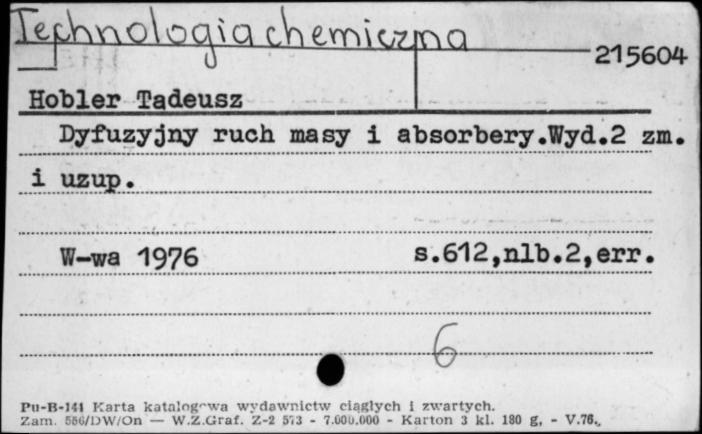 Technologia chemiczna
215604
Hobler Tadeusz
Dyfuzyjny ruch masy i absorbery.Wyd.2 zm.
i uzup.
W-wa 1976 s.612,nlb.2,err.
6
Pu-B-141 Karta katalogowa wydawnictw ciągłych i zwartych.
Zam. 556/DW/On — W.Z.Graf. Z-2 573 - 7.000.000 - Karton 3 kl. 180 g, - V.76.